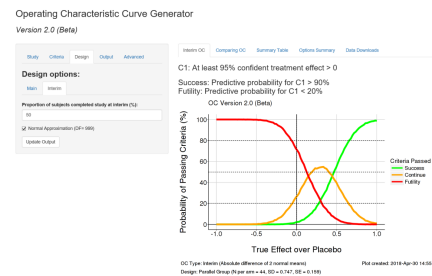 Operating Characteristic Curve Generator
Version 2.0 (Beta)
Study Criteria Design Output Advanced
Design options:
Main Interim
Proportion of subjects completed study at interim (%):
50
Normal Approximation (DF= 999)
Update Output
Interim OC Comparing OC Summary Table Options Summary Data Downloads
C1: At least 95% confident treatment effect > 0
Success: Predictive probability for C1 > 90%
Futility: Predictive probability for C1 < 20%
OC Version 2.0 (Beta)
Probability of Passing Criteria (%)
100
80
60
40
20
0
-1.0 -0.5 0.0 0.5 1.0
True Effect over Placebo
Criteria Passed
Success
Continue
Futility
OC Type: Interim (Absolute difference of 2 normal means)
Plot created: 2018-Apr-30 14:55
Design: Parallel Group (N per arm = 44, SD = 0.747, SE = 0.159)